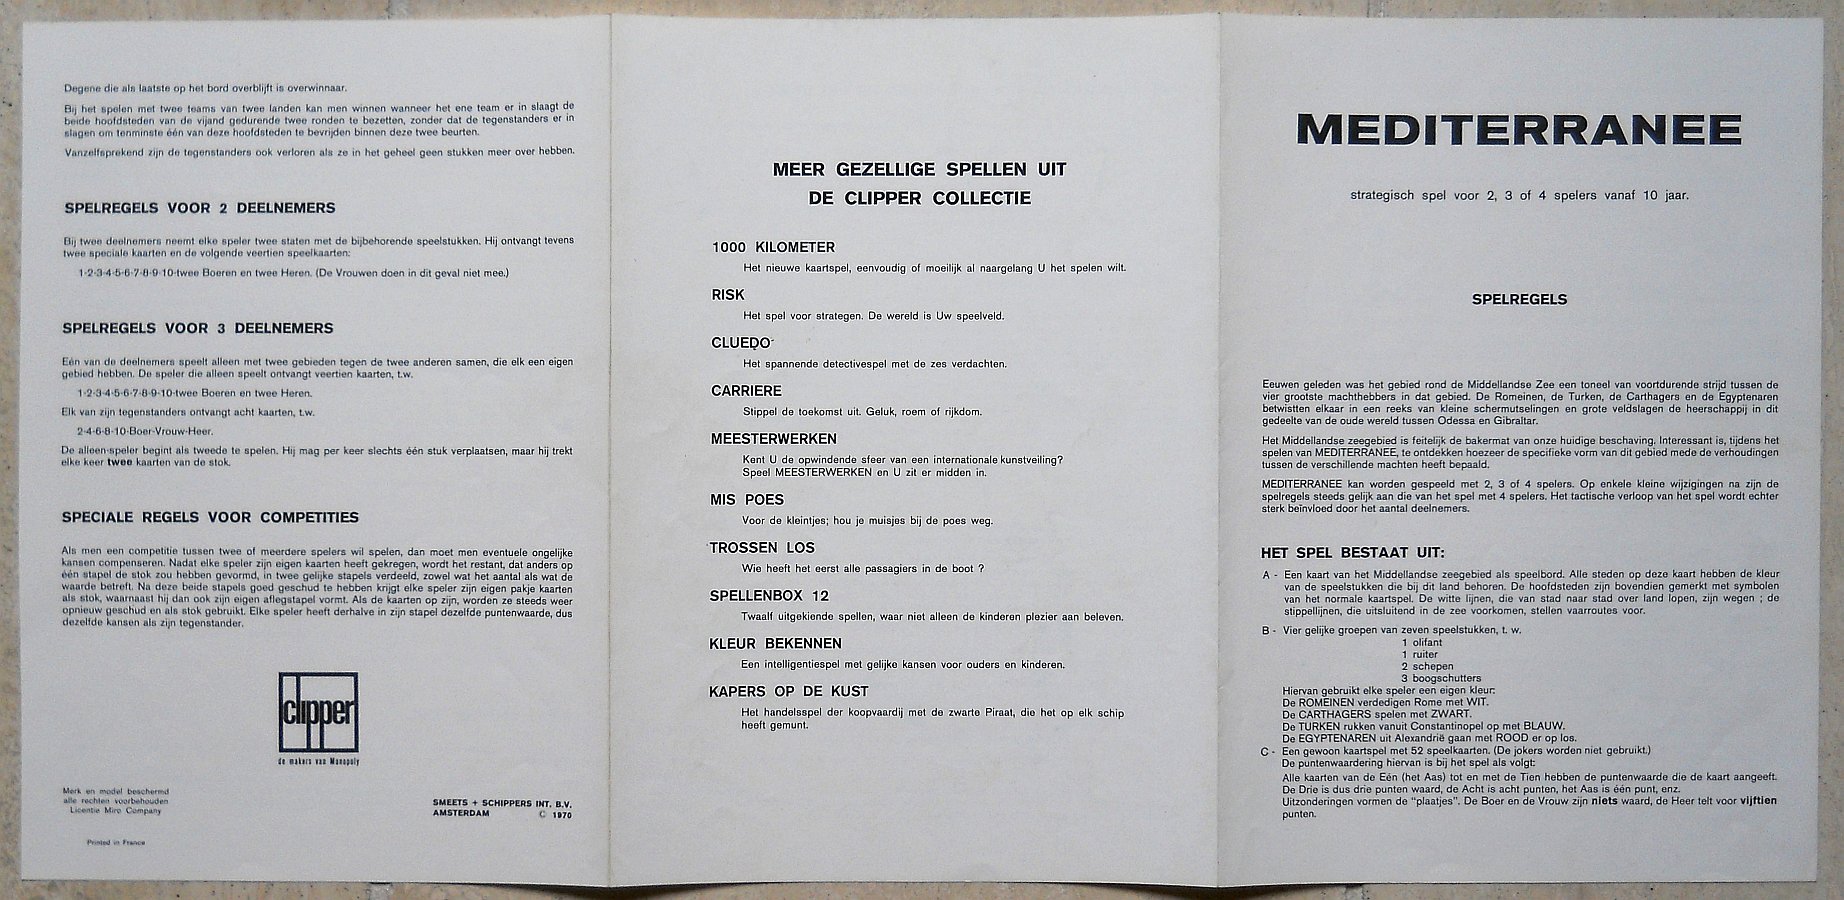 Degene die als laatste op het bord overblijft is overwinnaar.
Bij het spelen met twee teams van twee landen kan men winnen wanneer het ene team er in slaagt de
beide hoofdsteden van de vijand gedurende twee ronden te bezetten, zonder dat de tegenstanders er in
slagen om tenminste één van deze hoofdsteden te bevrijden binnen deze twee beurten.
Vanzelfsprekend zijn de tegenstanders ook verloren als ze in het geheel geen stukken meer over hebben.
SPELREGELS VOOR 2 DEELNEMERS
Bij twee deelnemers neemt elke speler twee staten met de bijbehorende speelstukken. Hij ontvangt tevens
twee speciale kaarten en de volgende veertien speelkaarten:
1-2-3-4-5-6-7-8-9-10-twee Boeren en twee Heren. (De Vrouwen doen in dit geval niet mee.)
SPELREGELS VOOR 3 DEELNEMERS
Eén van de deelnemers speelt alleen met twee gebieden tegen de twee anderen samen, die elk een eigen
gebied hebben. De speler die alleen speelt ontvangt veertien kaarten, t.w.
1-2-3-4-5-6-7-8-9-10-twee Boeren en twee Heren.
Elk van zijn tegenstanders ontvangt acht kaarten, t.w.
2-4-6-8-10-Boer-Vrouw-Heer.
De alleen-speler begint als tweede te spelen. Hij mag per keer slechts één stuk verplaatsen, maar hij trekt
elke keer twee kaarten van de stok.
SPECIALE REGELS VOOR COMPETITIES
Als men een competitie tussen twee of meerdere spelers wil spelen, dan moet men eventuele ongelijke
kansen compenseren. Nadat elke speler zijn eigen kaarten heeft gekregen, wordt het restant, dat anders op
één stapel de stok zou hebben gevormd, in twee gelijke stapels verdeeld, zowel wat het aantal als wat de
waarde betreft. Na deze beide stapels goed geschud te hebben krijgt elke speler zijn eigen pakje kaarten
als stok, waarnaast hij dan ook zijn eigen aflegstapel vormt. Als de kaarten op zijn, worden ze steeds weer
opnieuw geschud en als stok gebruikt. Elke speler heeft derhalve in zijn stapel dezelfde puntenwaarde, dus
dezelfde kansen als zijn tegenstander.
clipper
de makers van Monopoly
Merk en model beschermd
alle rechten voorbehouden
Licentie Miro Company
SMEETS + SCHIPPERS INT. B.V.
AMSTERDAM © 1970
Printed in France
MEER GEZELLIGE SPELLEN UIT
DE CLIPPER COLLECTIE
1000 KILOMETER
Het nieuwe kaartspel, eenvoudig of moeilijk al naargelang U het spelen wilt.
RISK
Het spel voor strategen. De wereld is Uw speelveld.
CLUEDO
Het spannende detectivespel met de zes verdachten.
CARRIERE
Stippel de toekomst uit. Geluk, roem of rijkdom.
MEESTERWERKEN
Kent U de opwindende sfeer van een internationale kunstveiling?
Speel MEESTERWERKEN en U zit er midden in.
MIS POES
Voor de kleintjes; hou je muisjes bij de poes weg.
TROSSEN LOS
Wie heeft het eerst alle passagiers in de boot ?
SPELLENBOX 12
Twaalf uitgekiende spellen, waar niet alleen de kinderen plezier aan beleven.
KLEUR BEKENNEN
Een intelligentiespel met gelijke kansen voor ouders en kinderen.
KAPERS OP DE KUST
Het handelsspel der koopvaardij met de zwarte Piraat, die het op elk schip
heeft gemunt.
MEDITERRANEE
strategisch spel voor 2, 3 of 4 spelers vanaf 10 jaar.
SPELREGELS
Eeuwen geleden was het gebied rond de Middellandse Zee een toneel van voortdurende strijd tussen de
vier grootste machthebbers in dat gebied. De Romeinen, de Turken, de Carthagers en de Egyptenaren
betwistten elkaar in een reeks van kleine schermutselingen en grote veldslagen de heerschappij in dit
gedeelte van de oude wereld tussen Odessa en Gibraltar.
Het Middellandse zeegebied is feitelijk de bakermat van onze huidige beschaving. Interessant is, tijdens het
spelen van MEDITERRANEE, te ontdekken hoezeer de specifieke vorm van dit gebied mede de verhoudingen
tussen de verschillende machten heeft bepaald.
MEDITERRANEE kan worden gespeeld met 2, 3 of 4 spelers. Op enkele kleine wijzigingen na zijn de
spelregels steeds gelijk aan die van het spel met 4 spelers. Het tactische verloop van het spel wordt echter
sterk beïnvloed door het aantal deelnemers.
HET SPEL BESTAAT UIT:
A - Een kaart van het Middellandse zeegebied als speelbord. Alle steden op deze kaart hebben de kleur
van de speelstukken die bij dit land behoren. De hoofdsteden zijn bovendien gemerkt met symbolen
van het normale kaartspel. De witte lijnen, die van stad naar stad over land lopen, zijn wegen ; de
stippellijnen, die uitsluitend in de zee voorkomen, stellen vaarroutes voor.
B - Vier gelijke groepen van zeven speelstukken, t. w.
1 olifant
1 ruiter
2 schepen
3 boogschutters
Hiervan gebruikt elke speler een eigen kleur:
De ROMEINEN verdedigen Rome met WIT.
De CARTHAGERS spelen met ZWART.
De TURKEN rukken vanuit Constantinopel op met BLAUW.
De EGYPTENAREN uit Alexandrië gaan met ROOD er op los.
C - Een gewoon kaartspel met 52 speelkaarten. (De jokers worden niet gebruikt.)
De puntenwaardering hiervan is bij het spel als volgt:
Alle kaarten van de Eén (het Aas) tot en met de Tien hebben de puntenwaarde die de kaart aangeeft.
De Drie is dus drie punten waard, de Acht is acht punten, het Aas is één punt, enz.
Uitzonderingen vormen de "plaatjes". De Boer en de Vrouw zijn niets waard, de Heer telt voor vijftien
punten.